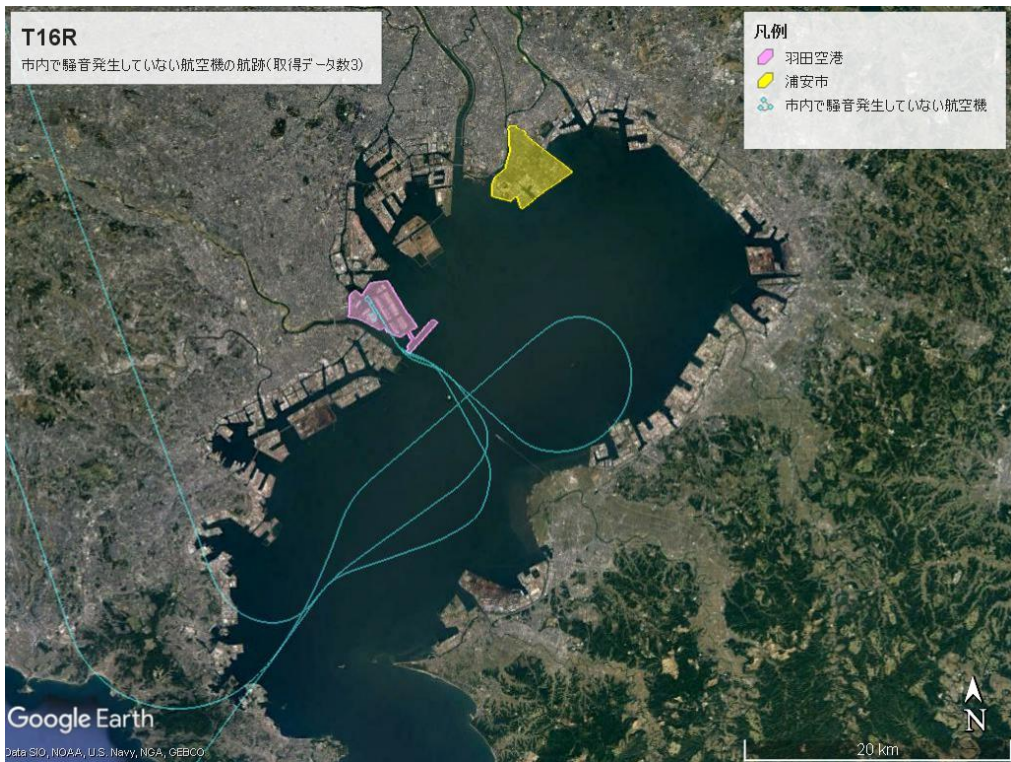 T16R
市内で騒音発生していない航空機の航跡(取得データ数3)
凡例
羽田空港
浦安市
市内で騒音発生していない航空機
Google Earth
Data SIO, NOAA, U.S. Navy, NGA, GEBCO
N
20 km